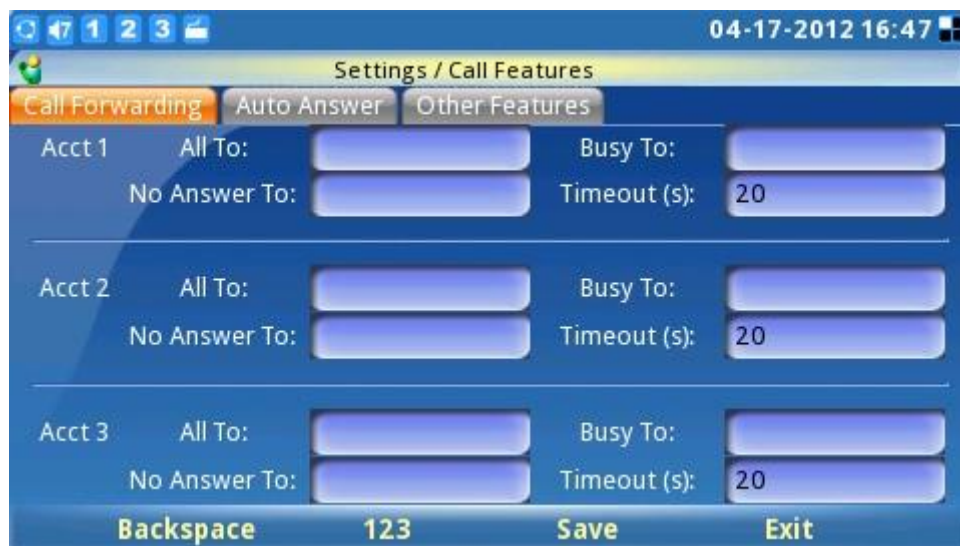 1 2 3 04-17-2012 16:47
Settings / Call Features
Call Forwarding Auto Answer Other Features
Acct 1 All To: Busy To:
No Answer To: Timeout (s): 20
Acct 2 All To: Busy To:
No Answer To: Timeout (s): 20
Acct 3 All To: Busy To:
No Answer To: Timeout (s): 20
Backspace 123 Save Exit